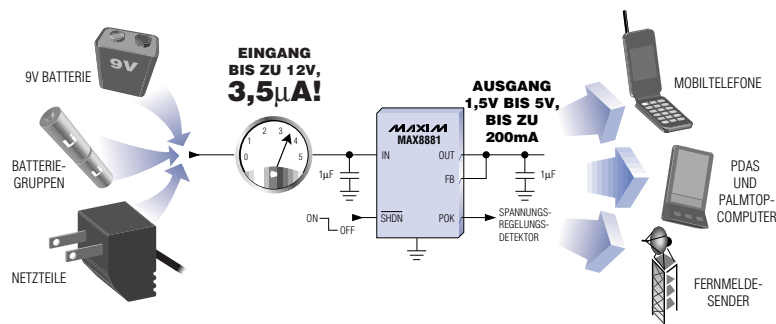 9V BATTERIE
9V
BATTERIE-
GRUPPEN
NETZTEILE
EINGANG
BIS ZU 12V,
3,5µA!
0 1 2 3 4 5
1µF
ON
OFF
MAXIM
MAX8881
IN
OUT
FB
SHDN
POK
AUSGANG
1,5V BIS 5V,
BIS ZU
200mA
1µF
SPANNUNGS-
REGELUNGS-
DETEKTOR
MOBILTELEFONE
PDAS
UND
PALMTOP-
COMPUTER
FERNMELDE-
SENDER